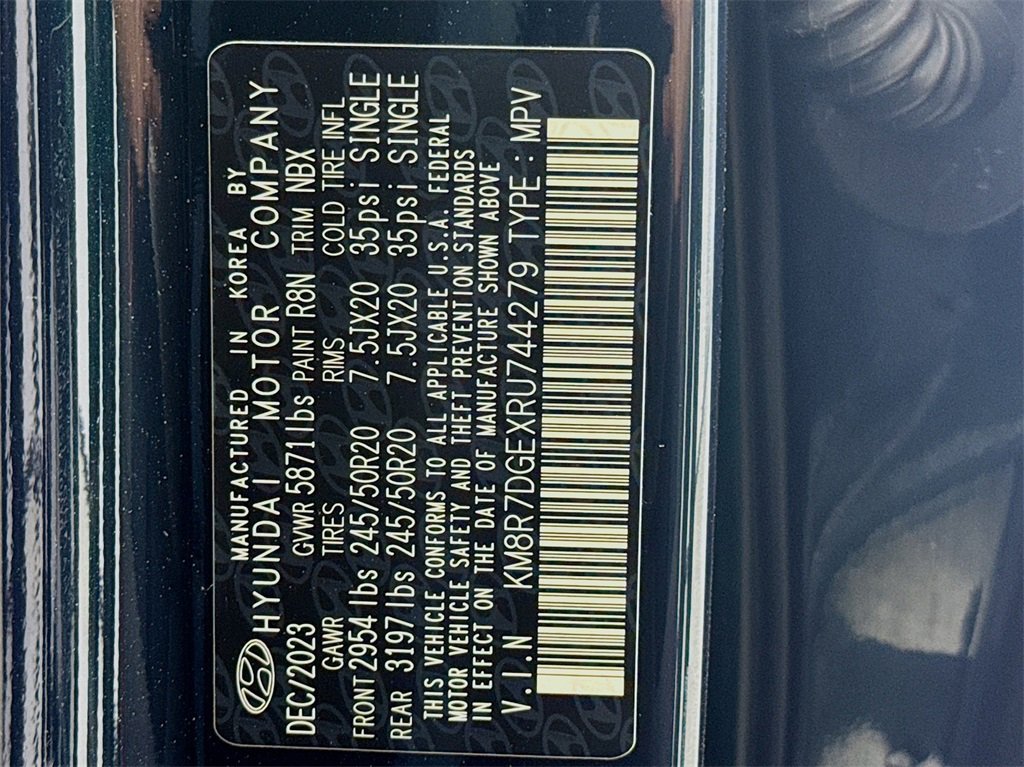 MANUFACTURED IN KOREA BY
HYUNDAI MOTOR COMPANY
DEC/2023 GVWR 5871 lbs PAINT R8N TRIM NBX
GAWR TIRES RIMS COLD TIRE INFL
FRONT 2954 lbs 245/50R20 7.5JX20 35psi SINGLE
REAR 3197 lbs 245/50R20 7.5JX20 35psi SINGLE
THIS VEHICLE CONFORMS TO ALL APPLICABLE U.S.A. FEDERAL
MOTOR VEHICLE SAFETY AND THEFT PREVENTION STANDARDS
IN EFFECT ON THE DATE OF MANUFACTURE SHOWN ABOVE
V.I.N KM8R7DGEXRU744279 TYPE : MPV